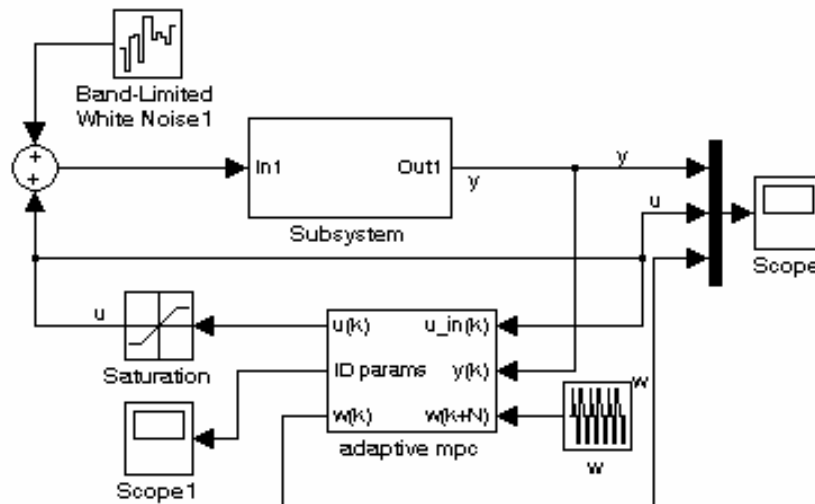 Band-Limited
White Noise1
+
+
In1
Out1
y
y
u
Subsystem
Scope
u
Saturation
u(k)
u_in(k)
ID params
y(k)
w(k)
w(k+N)
adaptive mpc
w
w
Scope1